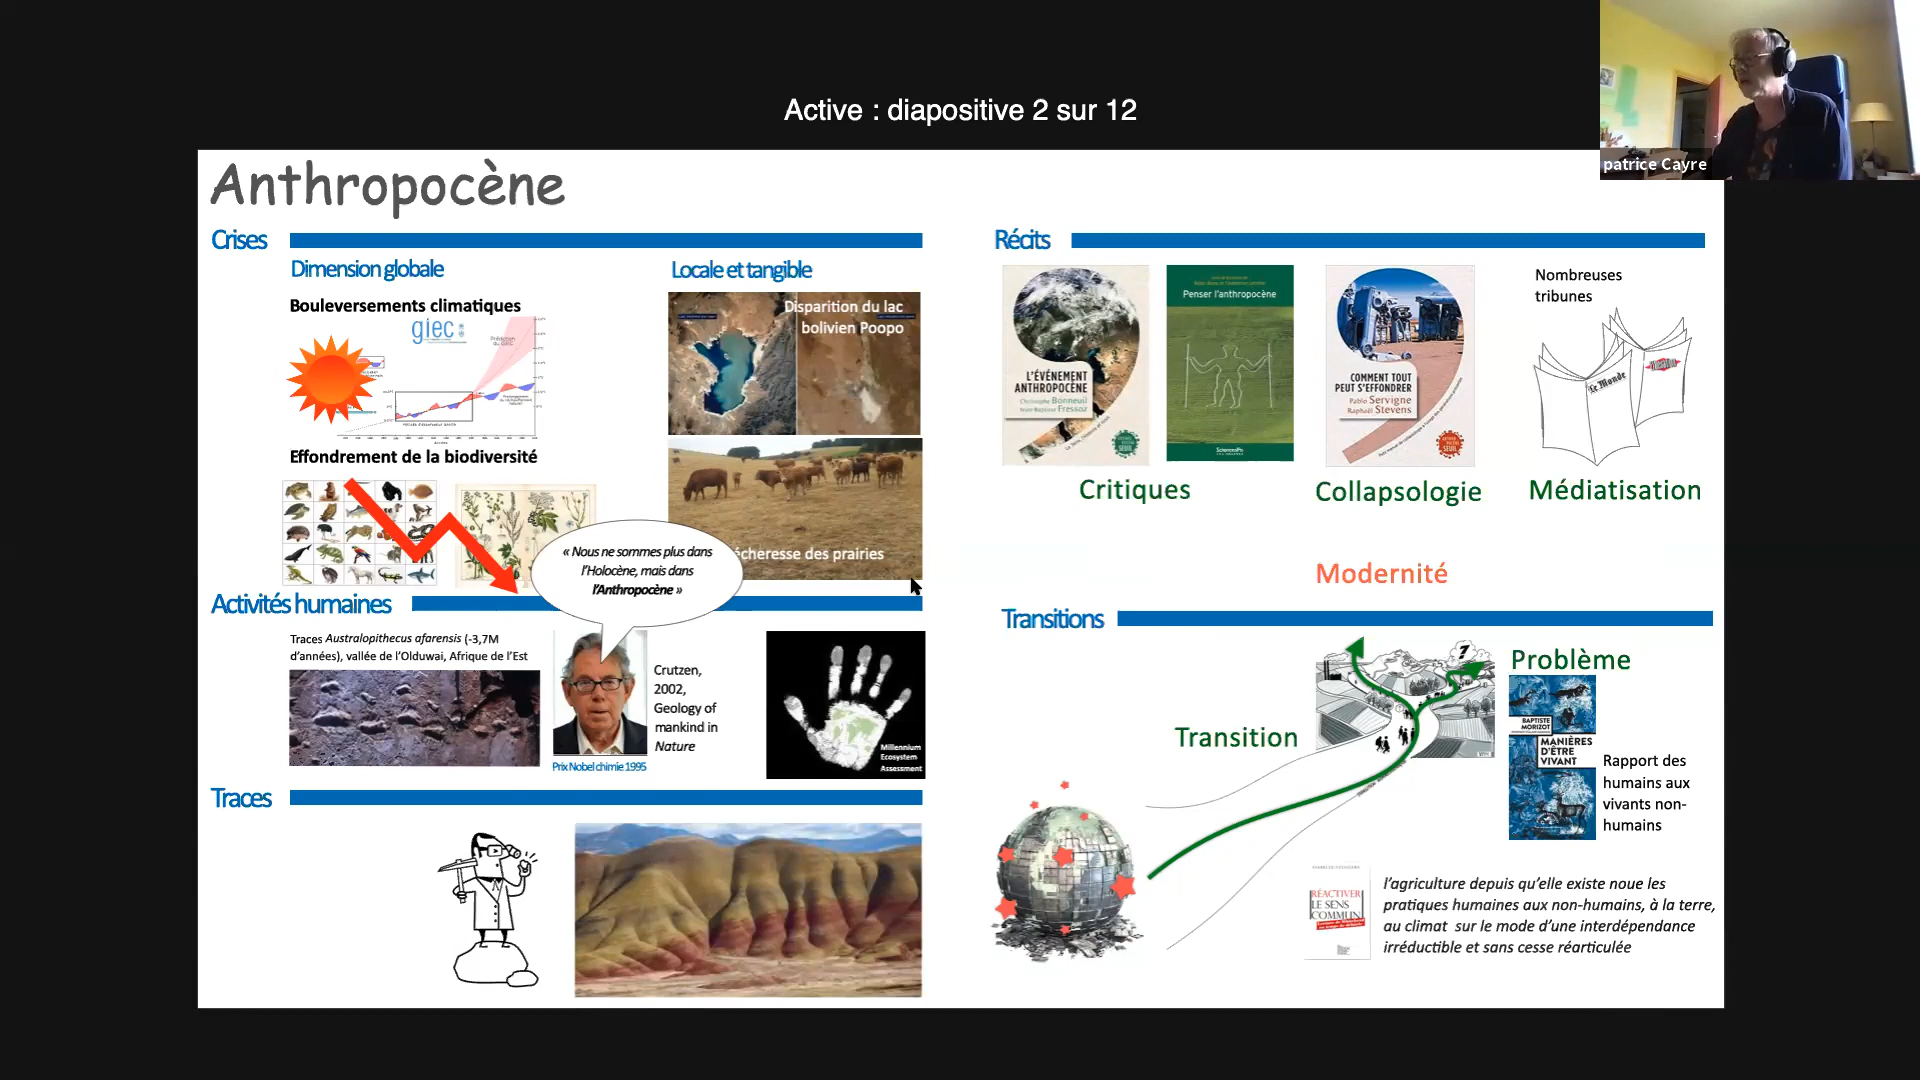 Active : diapositive 2 sur 12
patrice Cayre
Anthropocène
Crises
Dimension globale
Bouleversements climatiques
giec
Prédiction
du GIEC
Effondrement de la biodiversité
Locale et tangible
Disparition du lac
bolivien Poopo
écheresse des prairies
« Nous ne sommes plus dans
l'Holocène, mais dans
l'Anthropocène »
Activités humaines
Traces Australopithecus afarensis (-3,7M
d'années), vallée de l'Olduwai, Afrique de l'Est
Crutzen,
2002,
Geology of
mankind in
Nature
Prix Nobel chimie 1995
Millennium
Ecosystem
Assessment
Traces
Récits
L'ÉVÉNEMENT
ANTHROPOCÈNE
Christophe Bonneuil
Jean-Baptiste Fressoz
Penser l'anthropocène
SciencesPo
COMMENT TOUT
PEUT S'EFFONDRER
Pablo Servigne
Raphaël Stevens
SEUIL
Nombreuses
tribunes
Le Monde
Critiques
Collapsologie
Médiatisation
Modernité
Transitions
?
Problème
Transition
BAPTISTE
MORIZOT
MANIÈRES
D'ÊTRE
VIVANT
Rapport des
humains aux
vivants non-
humains
RÉACTIVER
LE SENS
COMMUN
l'agriculture depuis qu'elle existe noue les
pratiques humaines aux non-humains, à la terre,
au climat sur le mode d'une interdépendance
irréductible et sans cesse réarticulée